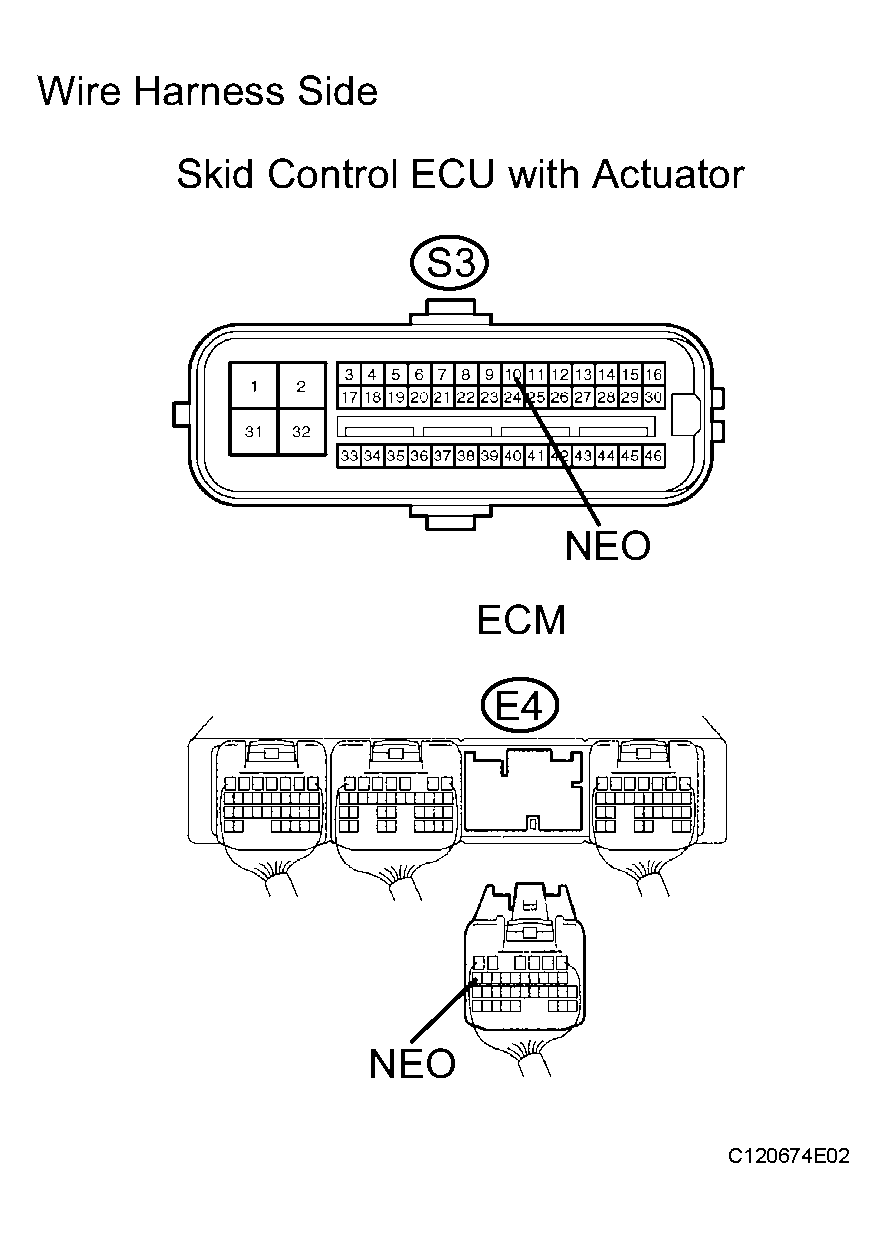 Wire Harness Side
Skid Control ECU with Actuator
S3
1 2 3 4 5 6 7 8 9 10 11 12 13 14 15 16
17 18 19 20 21 22 23 24 25 26 27 28 29 30
31 32
33 34 35 36 37 38 39 40 41 42 43 44 45 46
NEO
ECM
E4
NEO
C120674E02